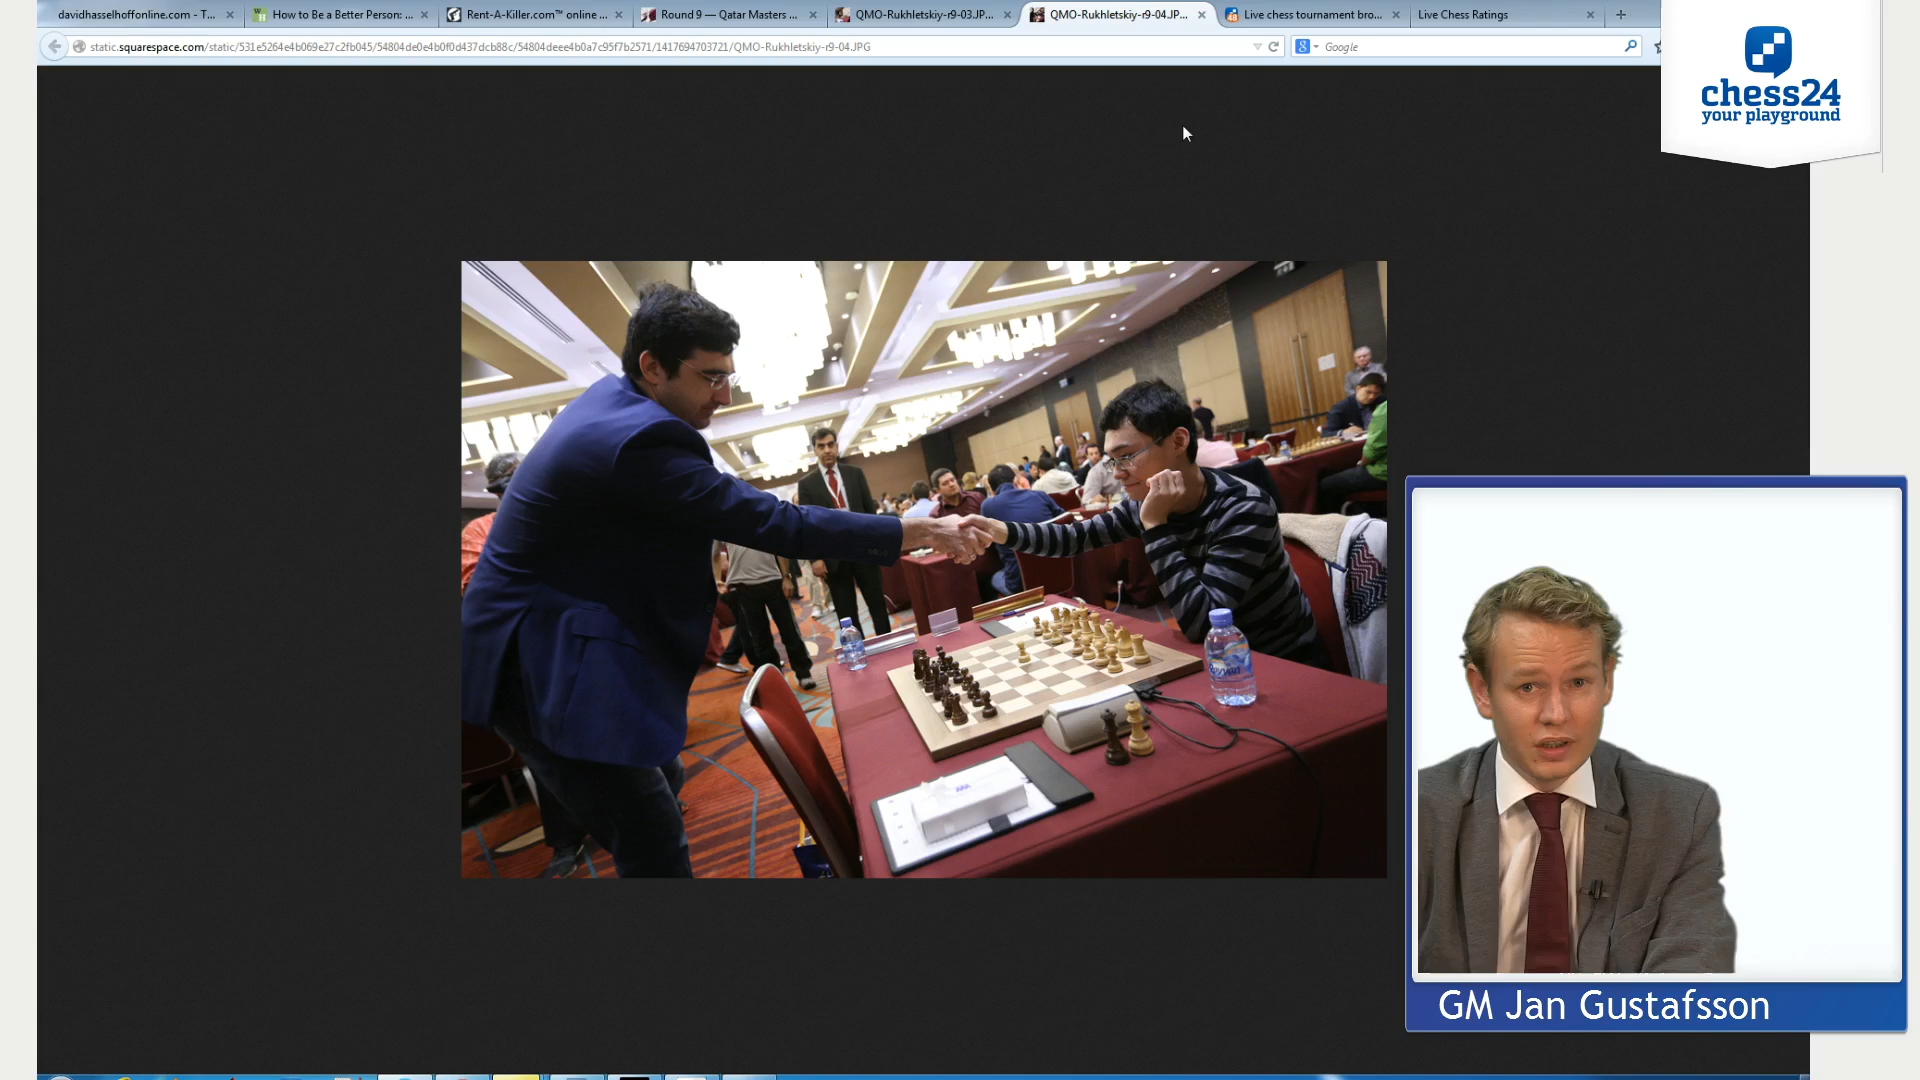 davidhasselhoffonline.com - T...
How to Be a Better Person: ...
Rent-A-Killer.com™ online ...
Round 9 — Qatar Masters ...
QMO-Rukhletskiy-r9-03.JP...
QMO-Rukhletskiy-r9-04.JP...
Live chess tournament bro...
Live Chess Ratings
static.squarespace.com/static/531e5264e4b069e27c2fb045/54804de0e4b0f0d437dcb88c/54804deee4b0a7c95f7b2571/1417694703721/QMO-Rukhletskiy-r9-04.JPG
Google
chess24
your playground
Rayyan
GM Jan Gustafsson